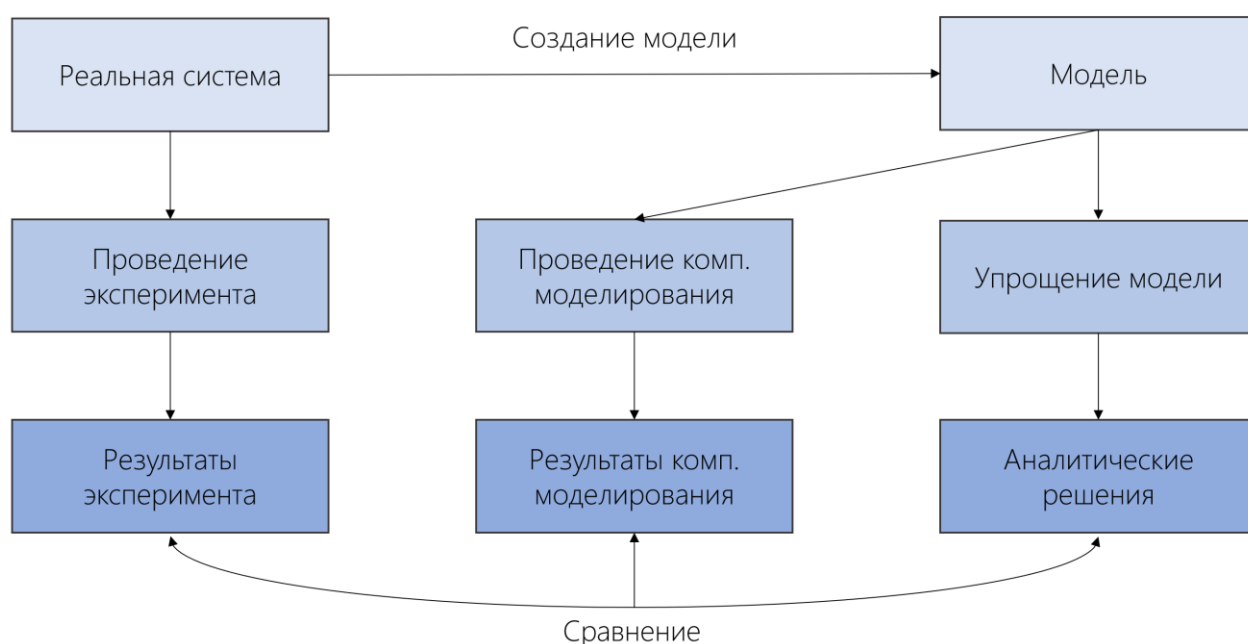 Создание модели
Реальная система
Модель
Проведение
эксперимента
Проведение комп.
моделирования
Упрощение модели
Результаты
эксперимента
Результаты комп.
моделирования
Аналитические
решения
Сравнение